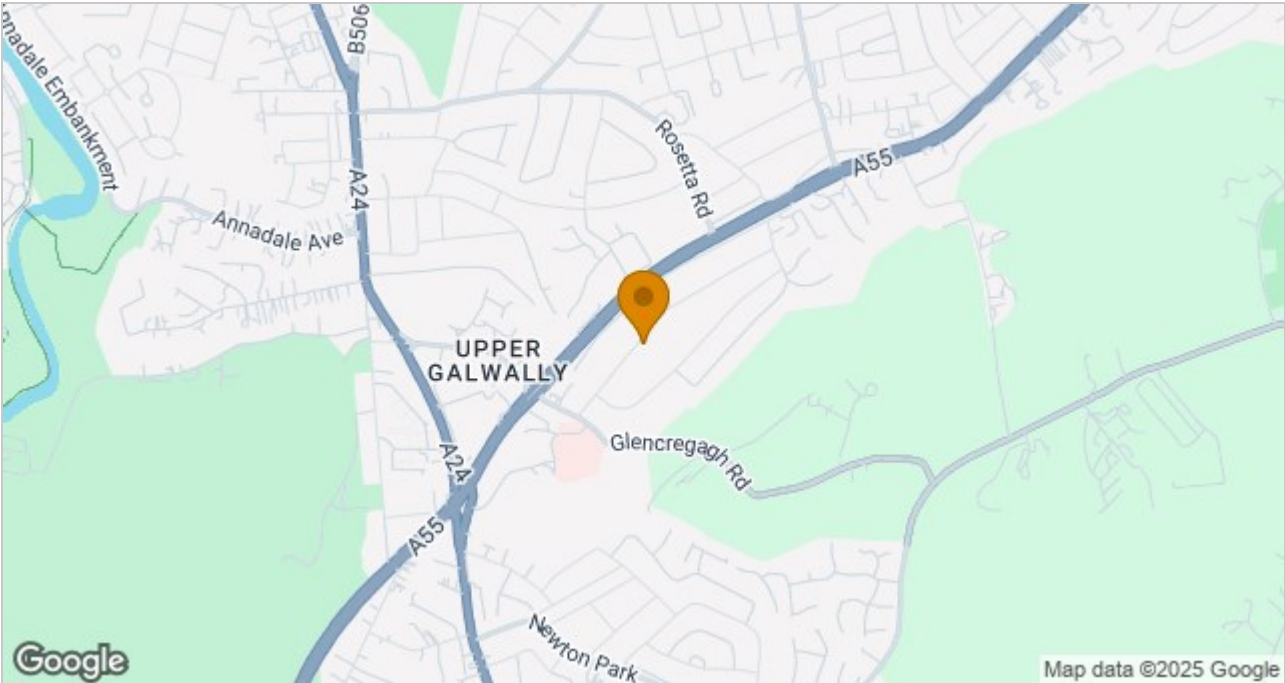 Annadale Embankment
B506
A24
Annadale Ave
Rosetta Rd
A55
UPPER
GALWALLY
A24
Glencregagh Rd
A55
Newton Park
Google
Map data ©2025 Google